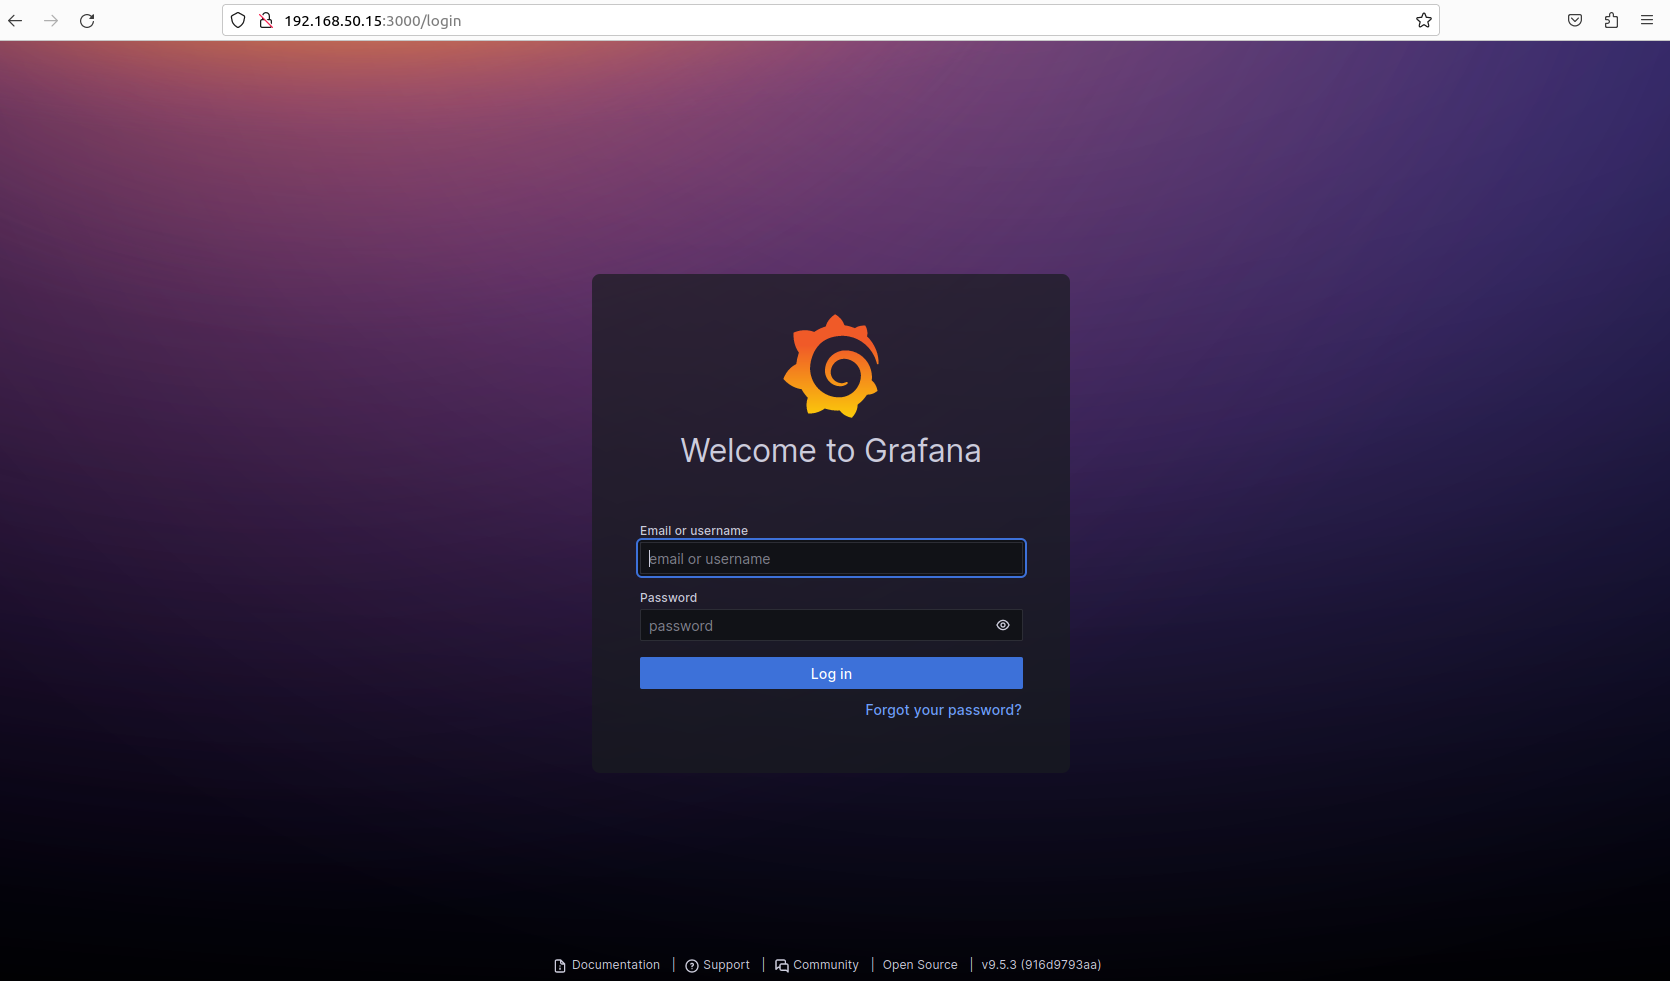 192.168.50.15:3000/login
Welcome to Grafana
Email or username
email or username
Password
password
Log in
Forgot your password?
Documentation | Support | Community | Open Source | v9.5.3 (916d9793aa)